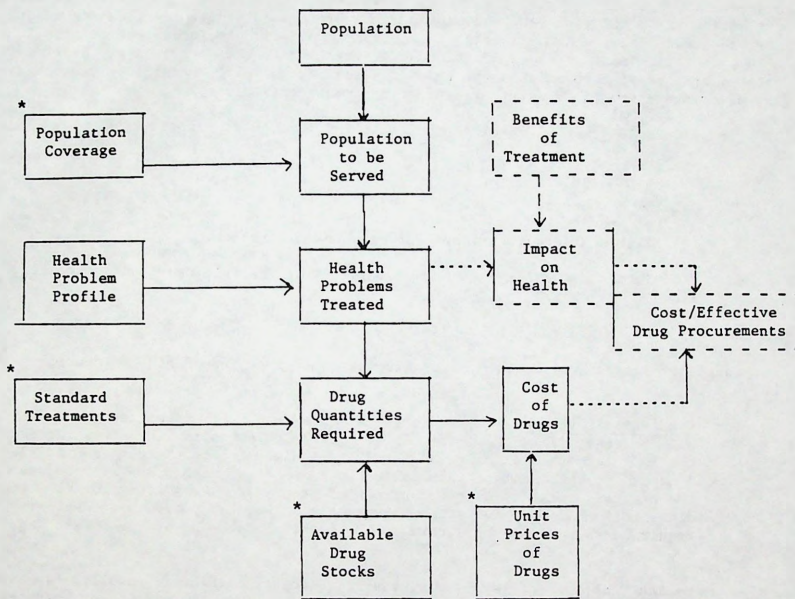 Population
*
Population
Coverage
Population
to be
Served
Benefits
of
Treatment
Health
Problem
Profile
Health
Problems
Treated
Impact
on
Health
Cost/Effective
Drug Procurements
*
Standard
Treatments
Drug
Quantities
Required
Cost
of
Drugs
*
Available
Drug
Stocks
*
Unit
Prices
of
Drugs